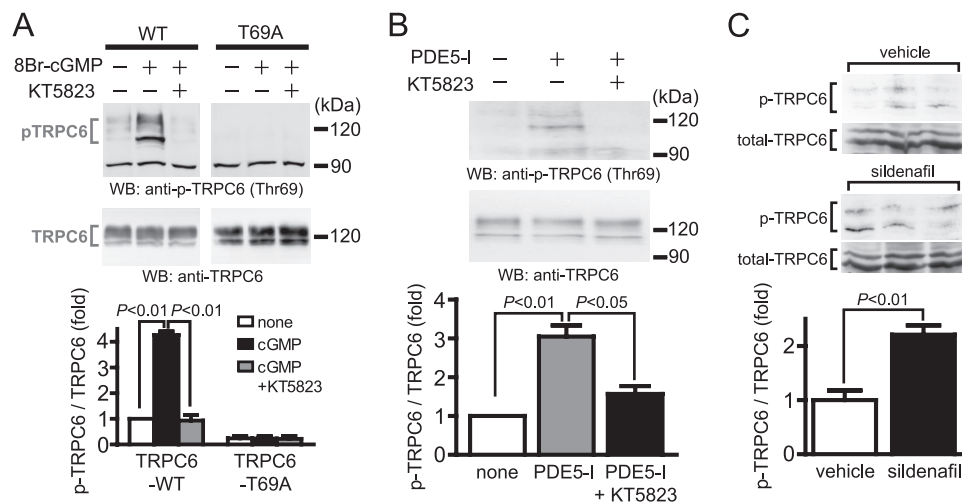 A
WT T69A
8Br-cGMP − + + − + +
KT5823 − − + − − +
(kDa)
pTRPC6
120
90
WB: anti-p-TRPC6 (Thr69)
TRPC6
120
WB: anti-TRPC6
p-TRPC6 / TRPC6 (fold)
P<0.01 P<0.01
none
cGMP
cGMP
+KT5823
4
3
2
1
0
TRPC6
-WT
TRPC6
-T69A
B
PDE5-I − + +
KT5823 − − +
(kDa)
120
90
WB: anti-p-TRPC6 (Thr69)
120
90
WB: anti-TRPC6
p-TRPC6 / TRPC6 (fold)
P<0.01 P<0.05
4
3
2
1
0
none PDE5-I PDE5-I
+ KT5823
C
vehicle
p-TRPC6
total-TRPC6
sildenafil
p-TRPC6
total-TRPC6
p-TRPC6 / TRPC6 (fold)
P<0.01
2
1
0
vehicle sildenafil